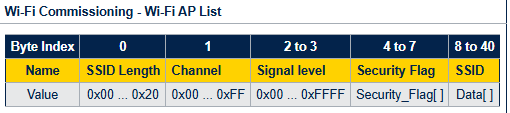 Wi-Fi Commissioning - Wi-Fi AP List
Byte Index 0 1 2 to 3 4 to 7 8 to 40
Name SSID Length Channel Signal level Security Flag SSID
Value 0x00 ... 0x20 0x00 ... 0xFF 0x00 ... 0xFFFF Security_Flag[ ] Data[ ]